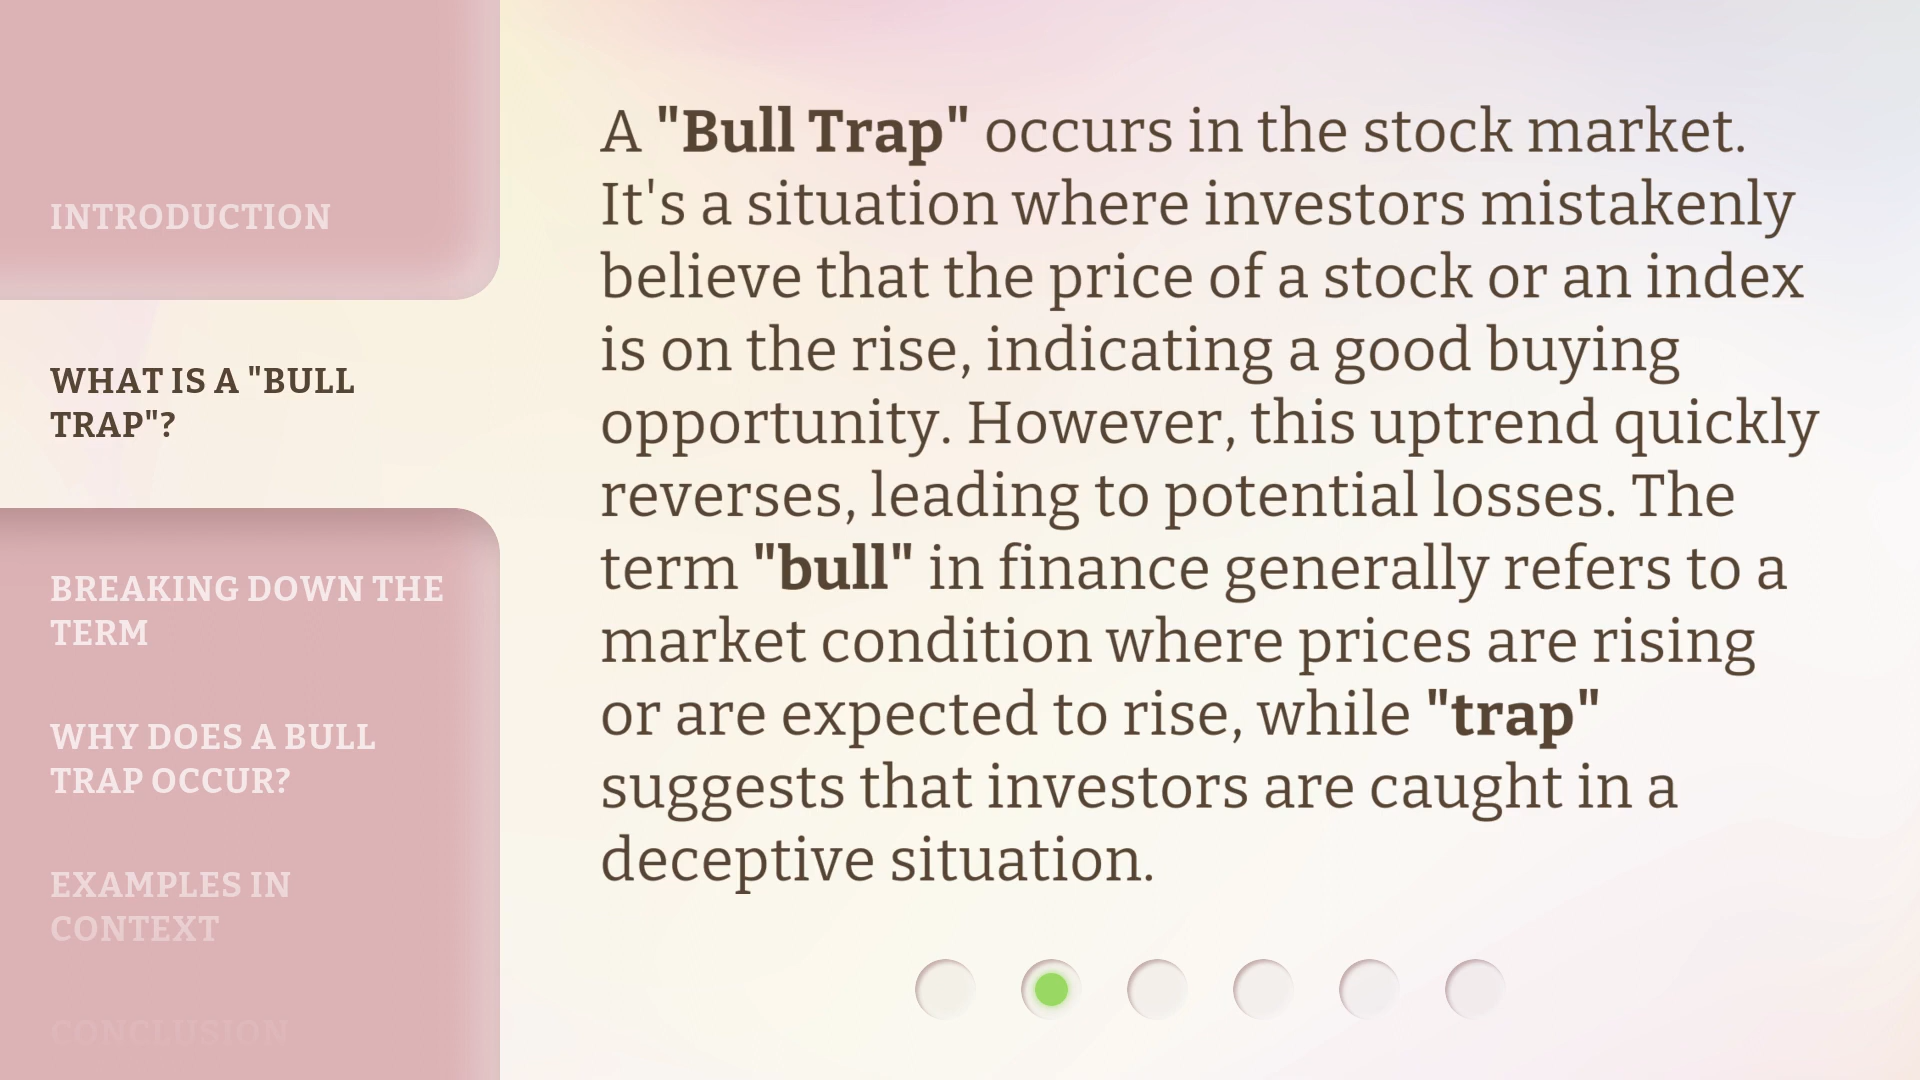 INTRODUCTION
WHAT IS A "BULL
TRAP"?
BREAKING DOWN THE
TERM
WHY DOES A BULL
TRAP OCCUR?
EXAMPLES IN
CONTEXT
CONCLUSION
A "Bull Trap" occurs in the stock market.
It's a situation where investors mistakenly
believe that the price of a stock or an index
is on the rise, indicating a good buying
opportunity. However, this uptrend quickly
reverses, leading to potential losses. The
term "bull" in finance generally refers to a
market condition where prices are rising
or are expected to rise, while "trap"
suggests that investors are caught in a
deceptive situation.